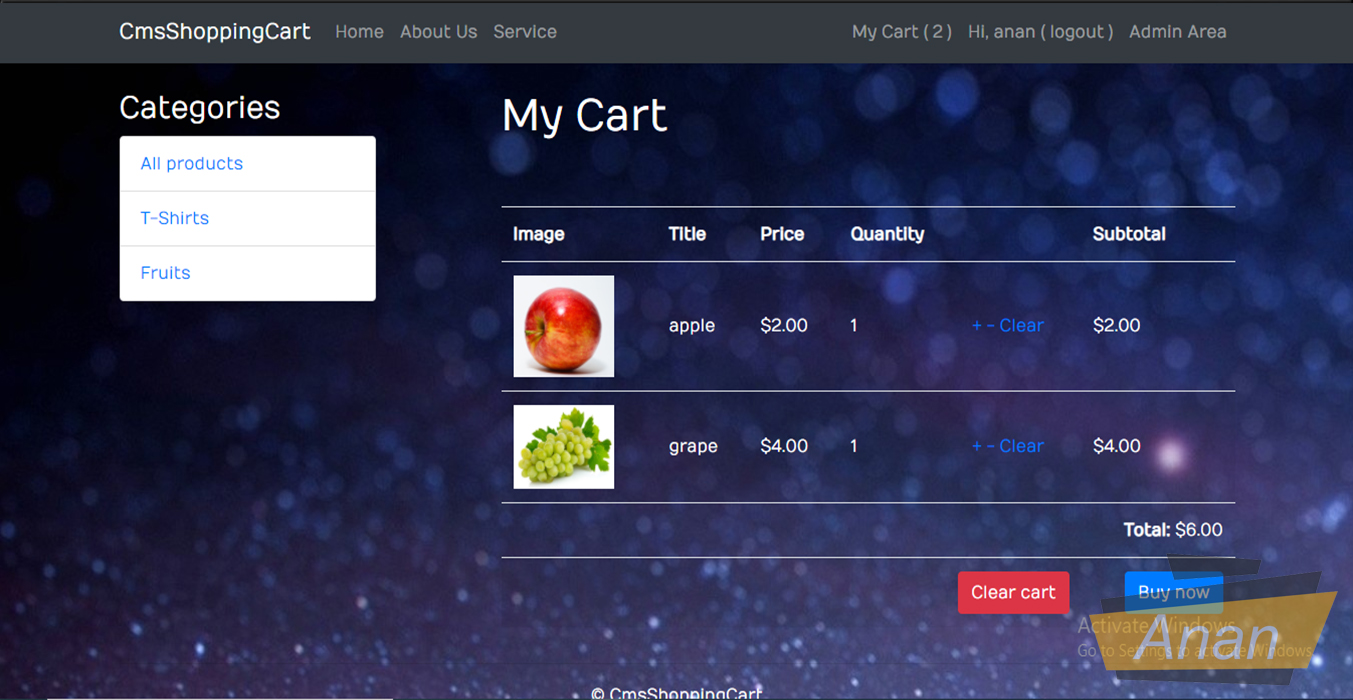 CmsShoppingCart Home About Us Service My Cart ( 2 ) Hi, anan ( logout ) Admin Area
Categories
All products
T-Shirts
Fruits
My Cart
Image Title Price Quantity Subtotal
apple $2.00 1 + - Clear $2.00
grape $4.00 1 + - Clear $4.00
Total: $6.00
Clear cart Buy now
Activate Windows
Go to Settings to activate Windows.
Anan
© CmsShoppingCart